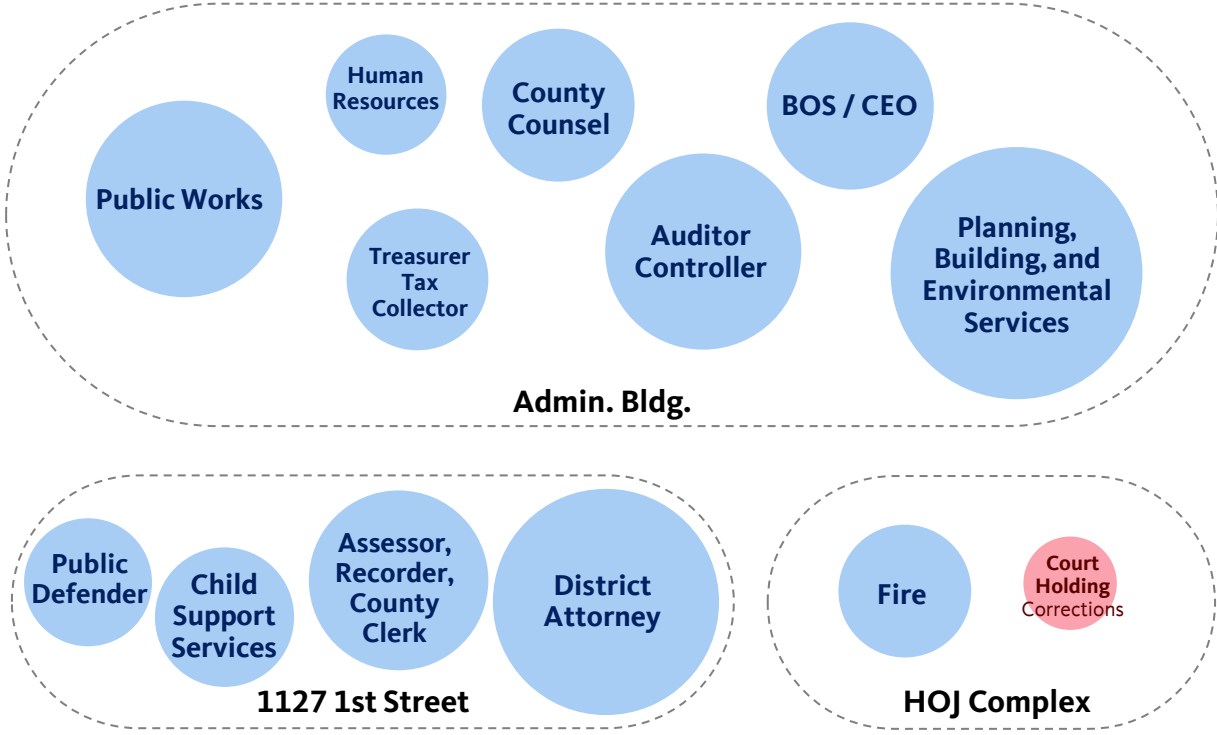 Public Works
Human
Resources
County
Counsel
BOS / CEO
Treasurer
Tax
Collector
Auditor
Controller
Planning,
Building, and
Environmental
Services
Admin. Bldg.
Public
Defender
Child
Support
Services
Assessor,
Recorder,
County
Clerk
District
Attorney
1127 1st Street
Fire
Court
Holding
Corrections
HOJ Complex